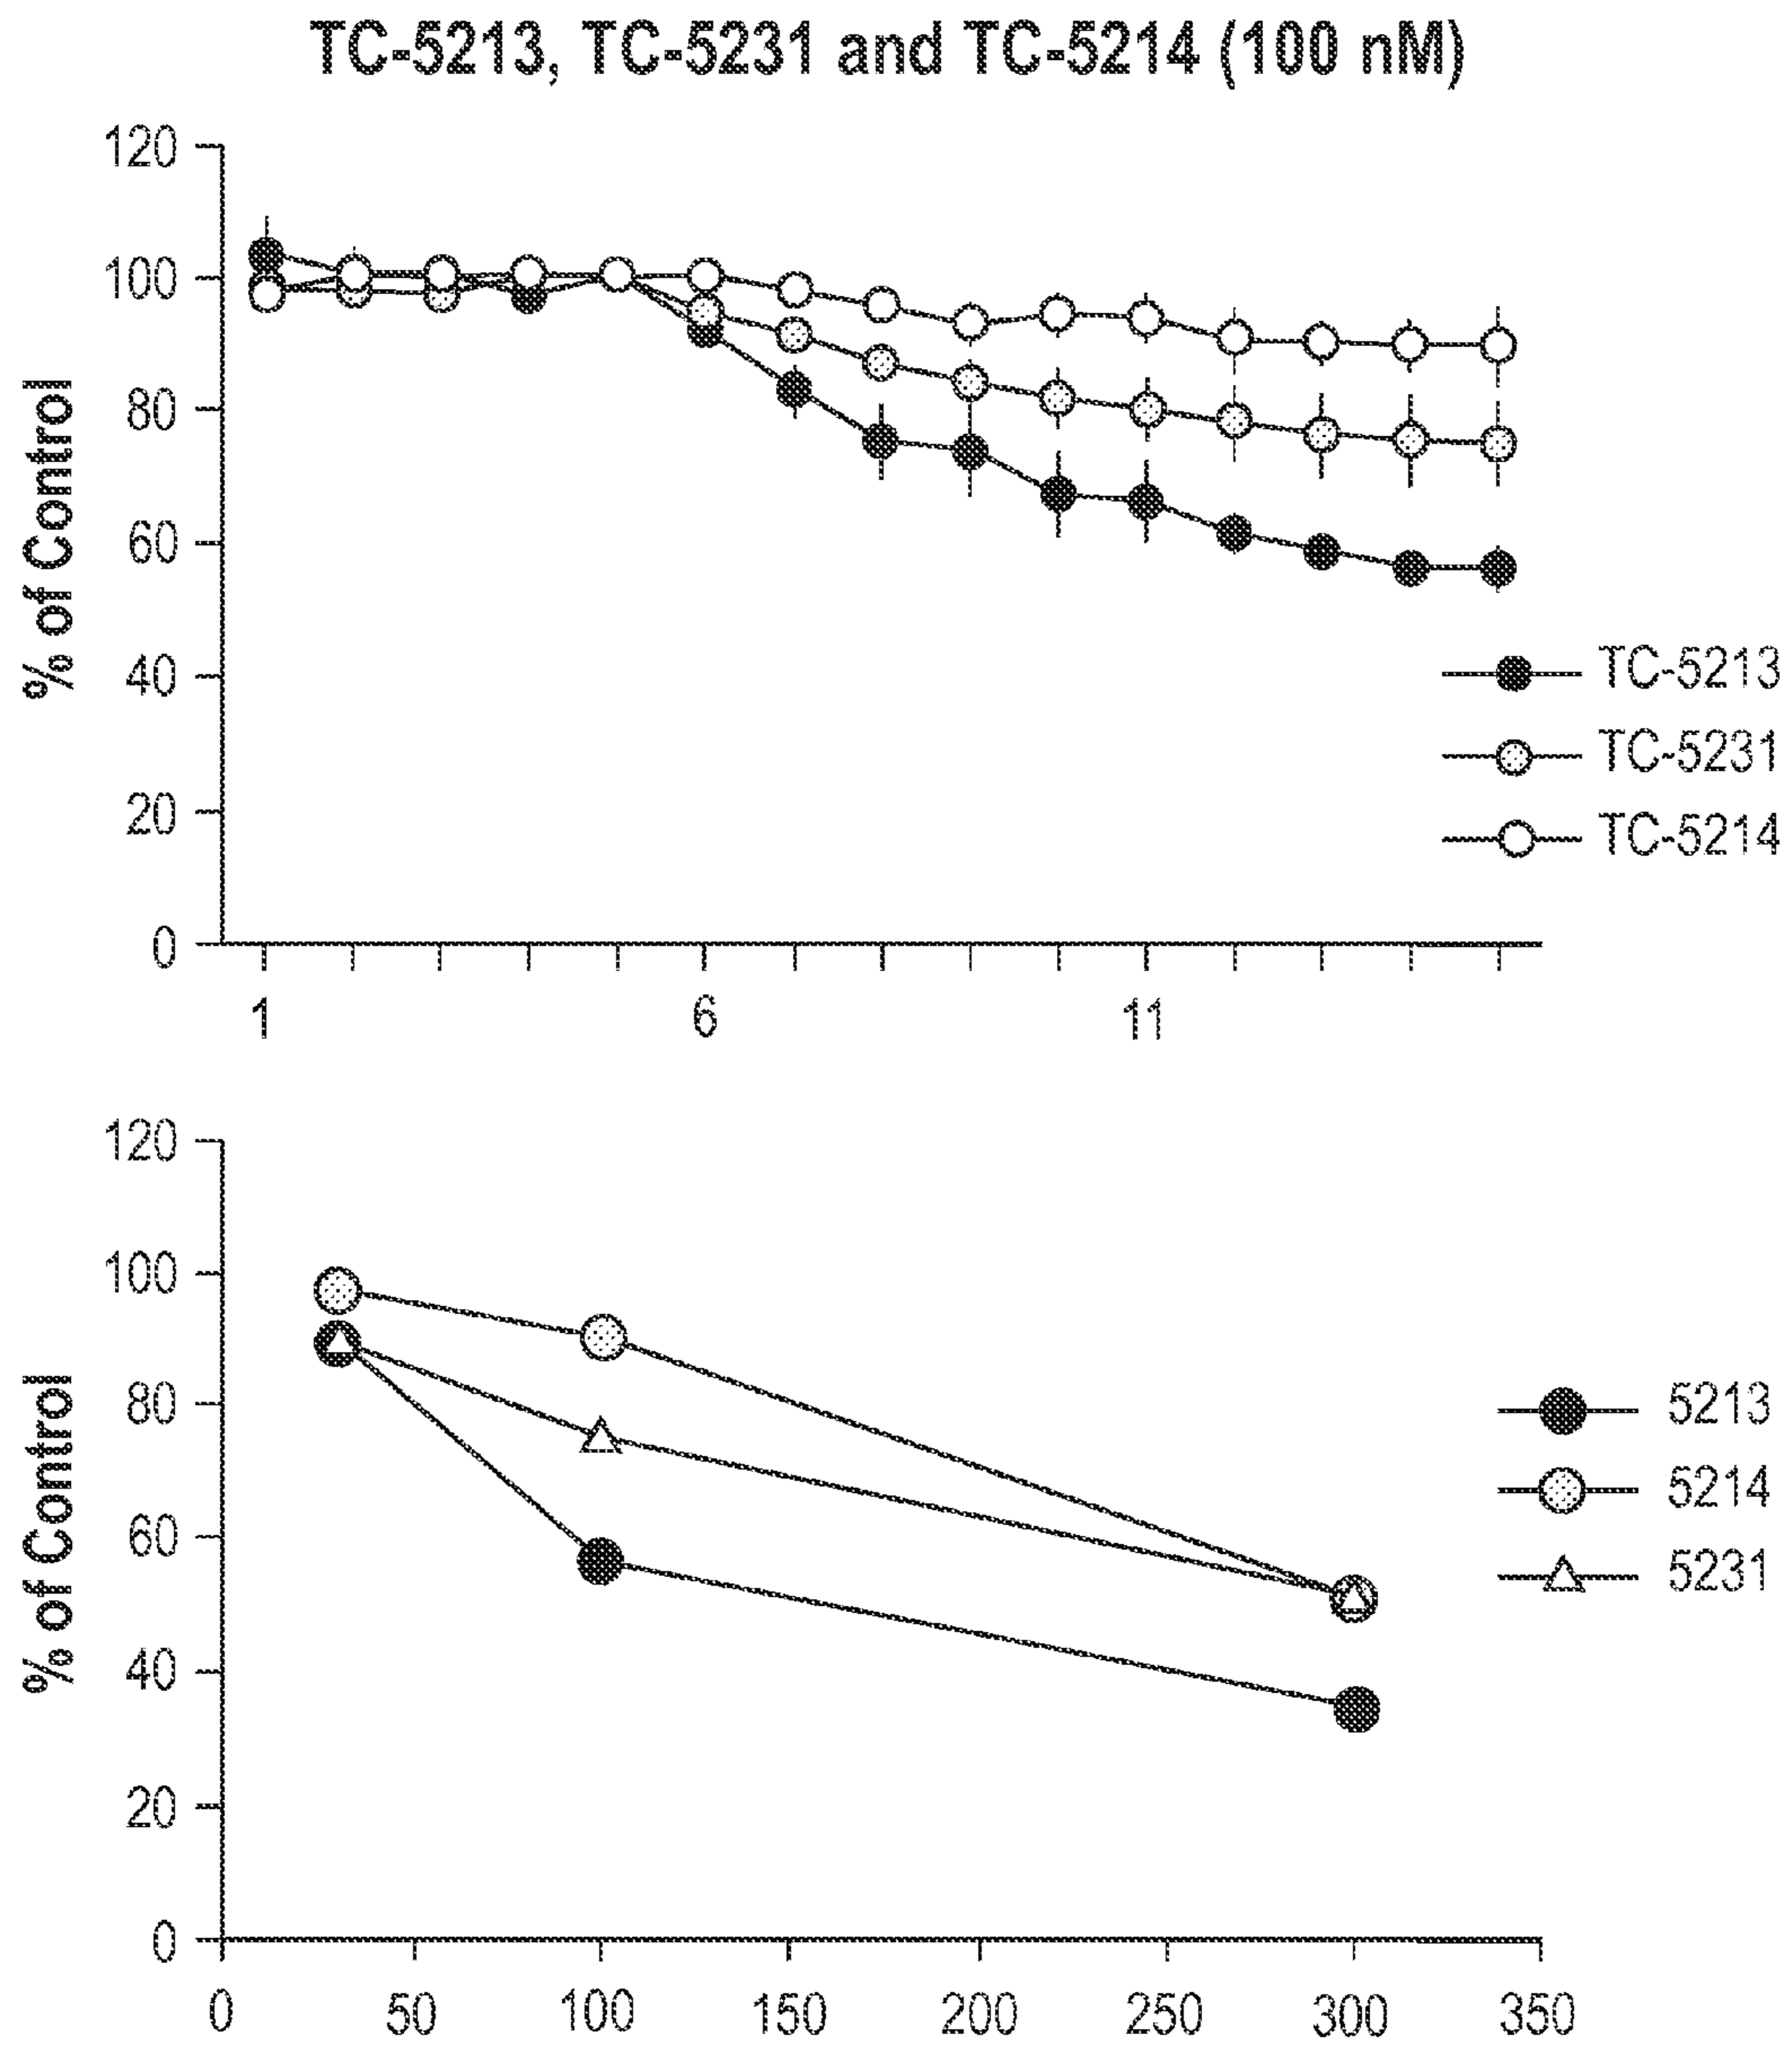 TC-5213, TC-5231 and TC-5214 (100 nM)
120
100
80
60
40
20
0
% of Control
1 6 11
TC-5213
TC-5231
TC-5214
120
100
80
60
40
20
0
% of Control
0 50 100 150 200 250 300 350
5213
5214
5231